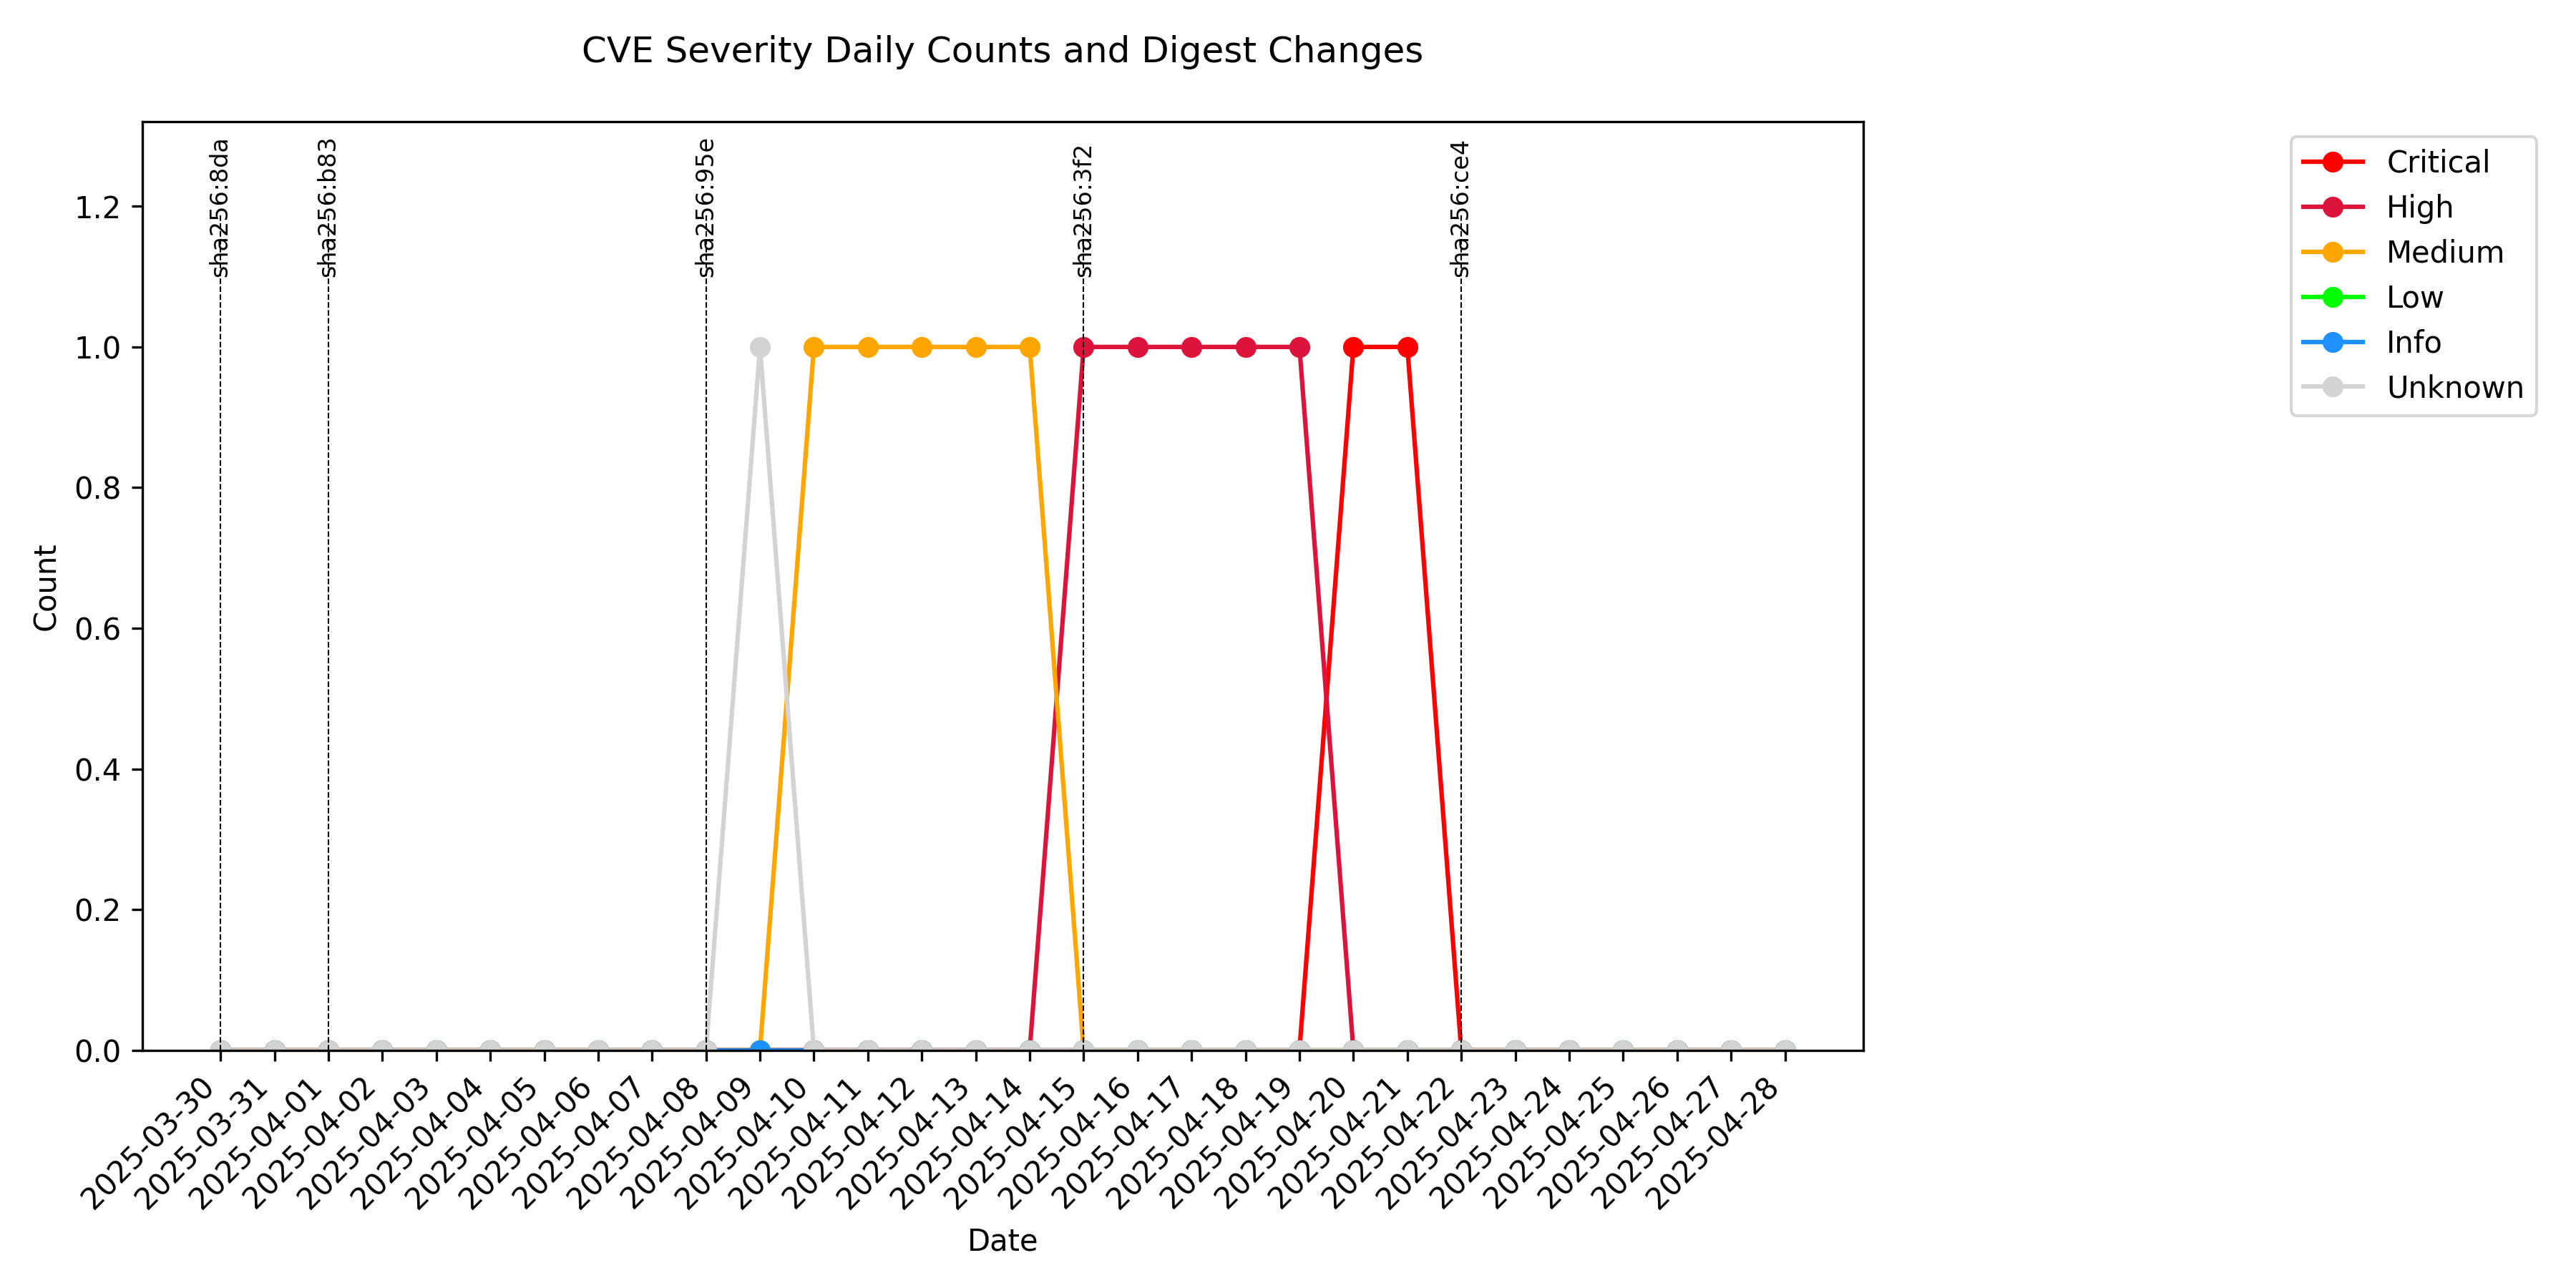 CVE Severity Daily Counts and Digest Changes
sha256:8da
sha256:b83
sha256:95e
sha256:3f2
sha256:ce4
Critical
High
Medium
Low
Info
Unknown
1.2
1.0
0.8
0.6
0.4
0.2
0.0
Count
2025-03-30
2025-03-31
2025-04-01
2025-04-02
2025-04-03
2025-04-04
2025-04-05
2025-04-06
2025-04-07
2025-04-08
2025-04-09
2025-04-10
2025-04-11
2025-04-12
2025-04-13
2025-04-14
2025-04-15
2025-04-16
2025-04-17
2025-04-18
2025-04-19
2025-04-20
2025-04-21
2025-04-22
2025-04-23
2025-04-24
2025-04-25
2025-04-26
2025-04-27
2025-04-28
Date